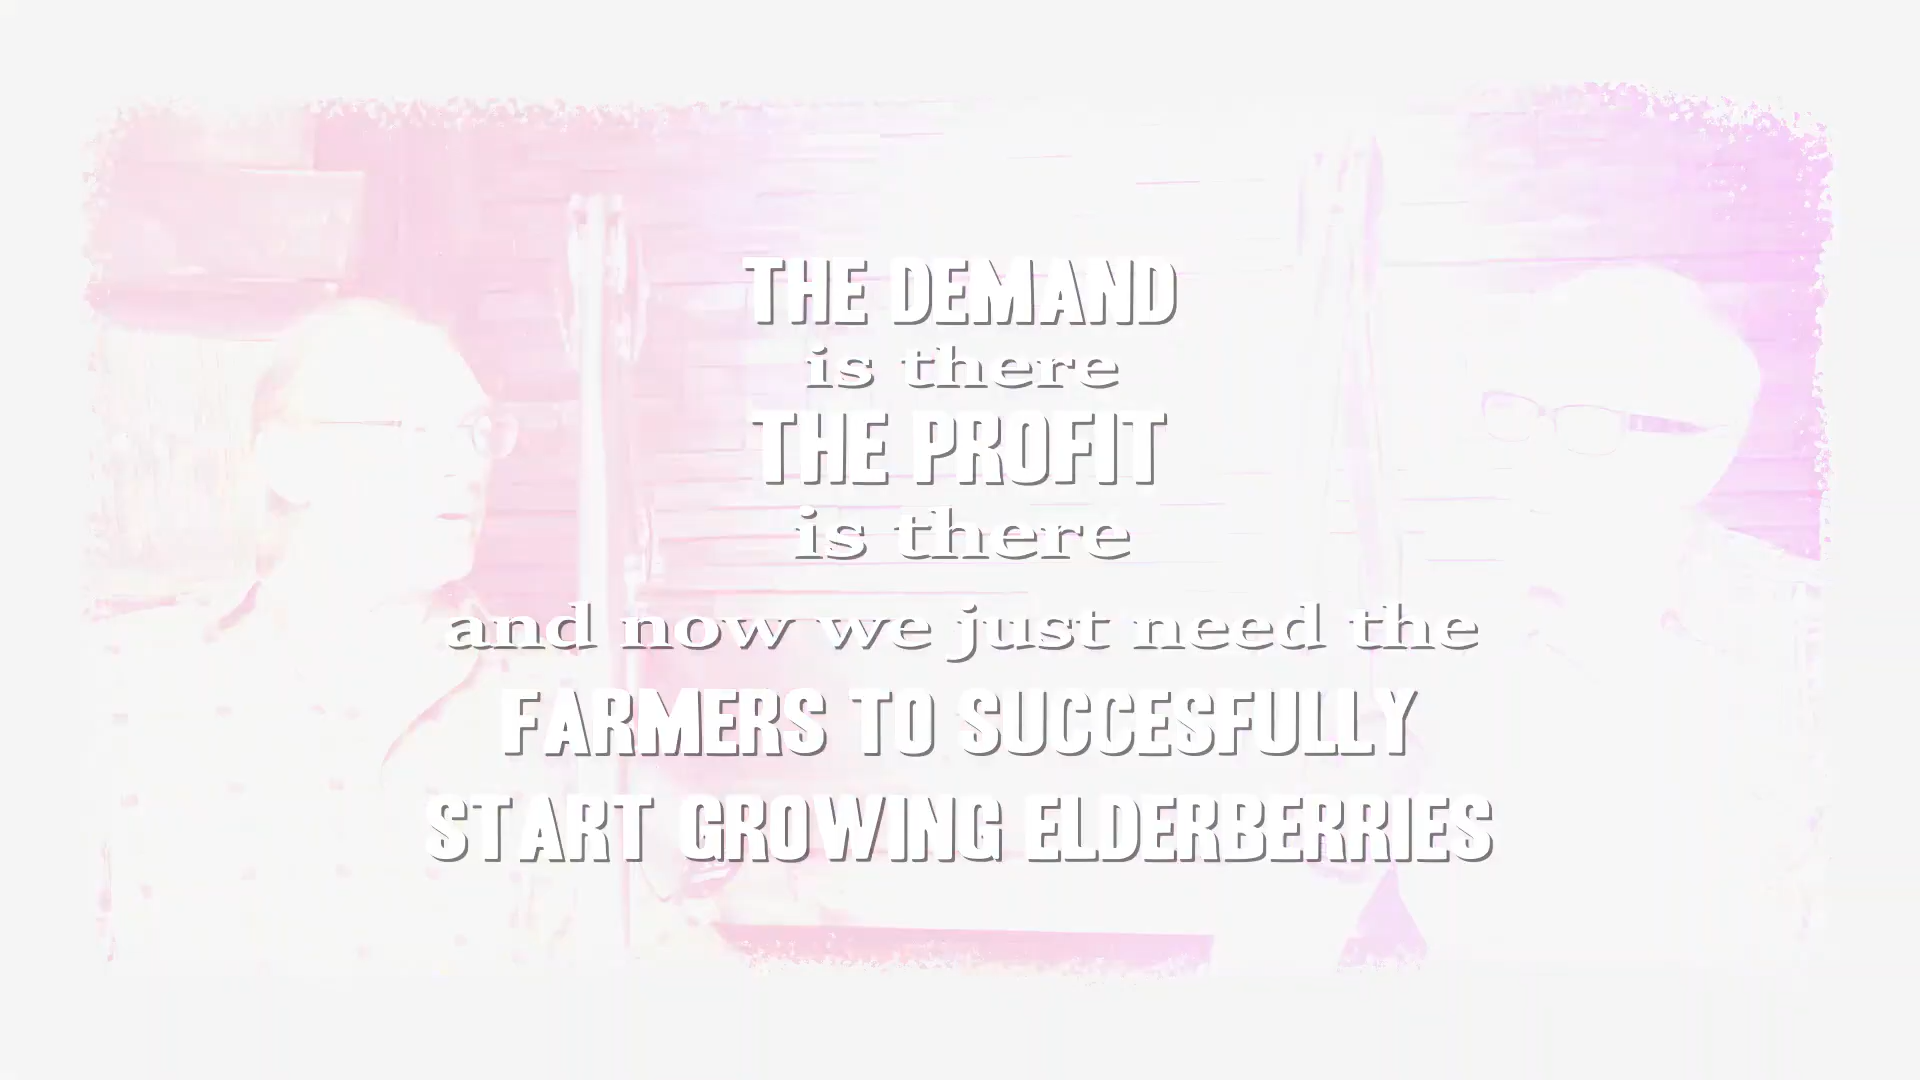 THE DEMAND
is there
THE PROFIT
is there
and now we just need the
FARMERS TO SUCCESFULLY
START GROWING ELDERBERRIES